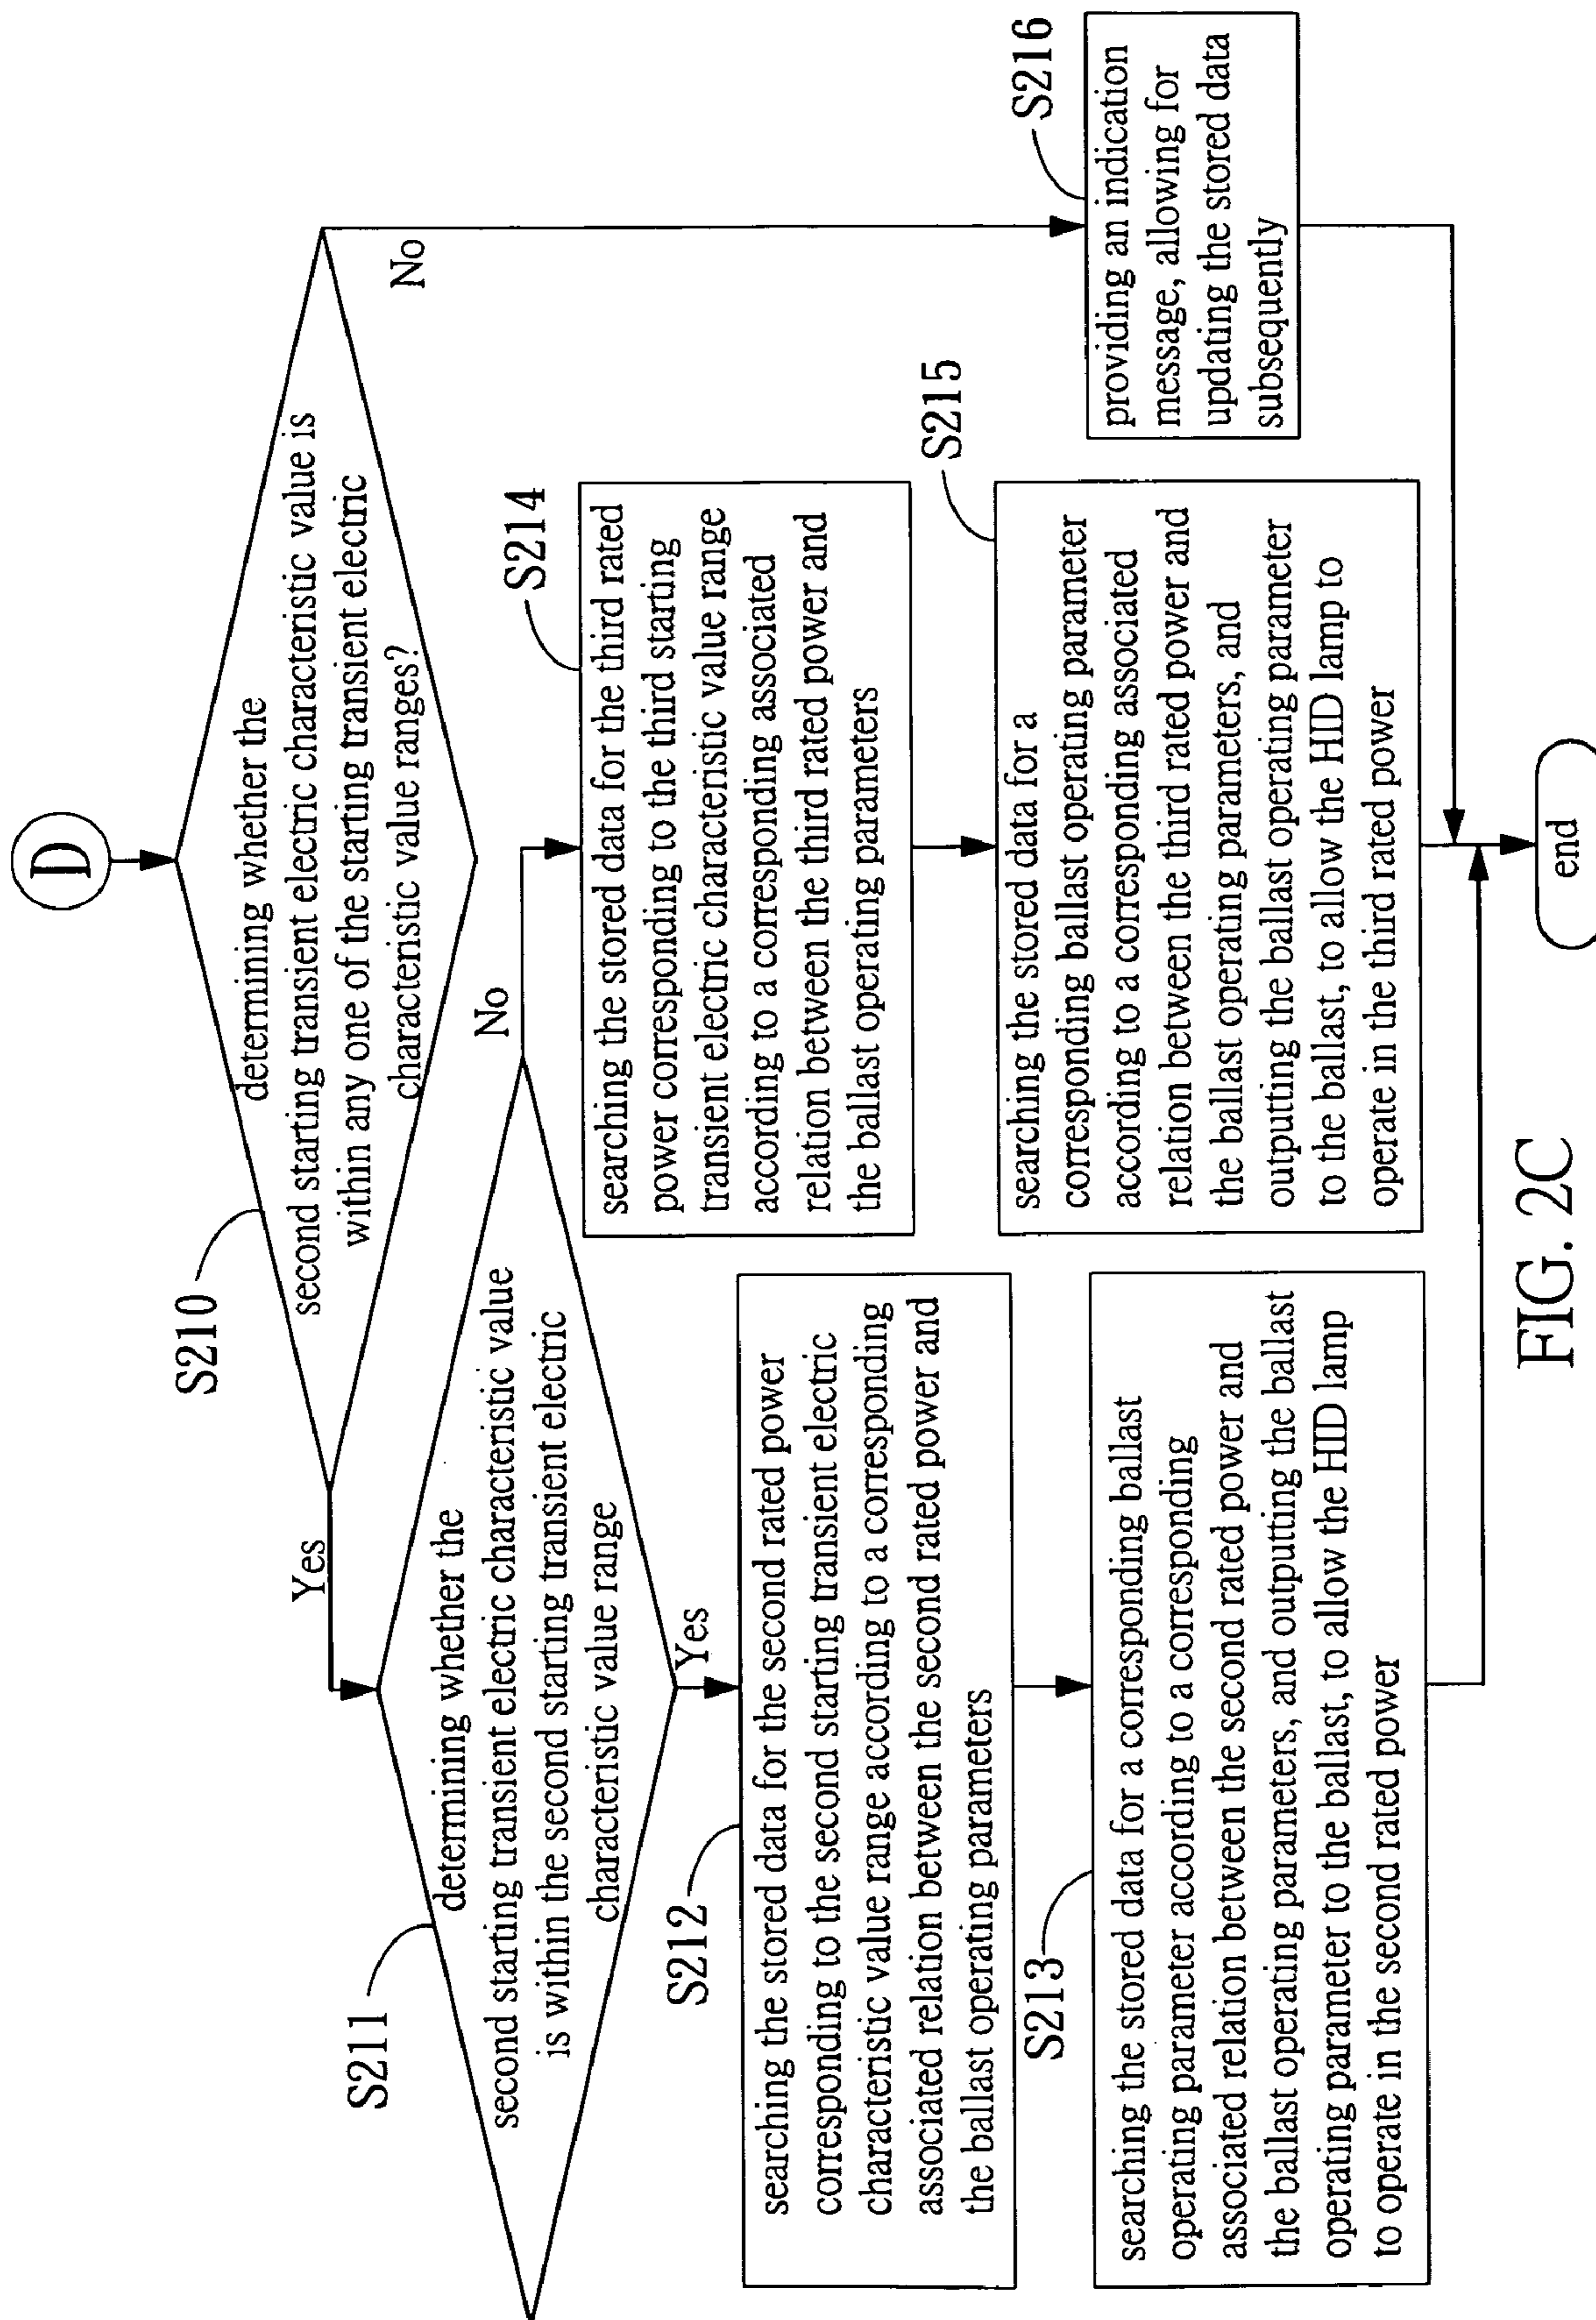 D
S210
determining whether the
second starting transient electric characteristic value is
within any one of the starting transient electric
characteristic value ranges?
Yes
No
S211
determining whether the
second starting transient electric characteristic value
is within the second starting transient electric
characteristic value range
No
Yes
S212
searching the stored data for the second rated power
corresponding to the second starting transient electric
characteristic value range according to a corresponding
associated relation between the second rated power and
the ballast operating parameters
S213
searching the stored data for a corresponding ballast
operating parameter according to a corresponding
associated relation between the second rated power and
the ballast operating parameters, and outputting the ballast
operating parameter to the ballast, to allow the HID lamp
to operate in the second rated power
S214
searching the stored data for the third rated
power corresponding to the third starting
transient electric characteristic value range
according to a corresponding associated
relation between the third rated power and
the ballast operating parameters
S215
searching the stored data for a
corresponding ballast operating parameter
according to a corresponding associated
relation between the third rated power and
the ballast operating parameters, and
outputting the ballast operating parameter
to the ballast, to allow the HID lamp to
operate in the third rated power
S216
providing an indication
message, allowing for
updating the stored data
subsequently
end
FIG. 2C